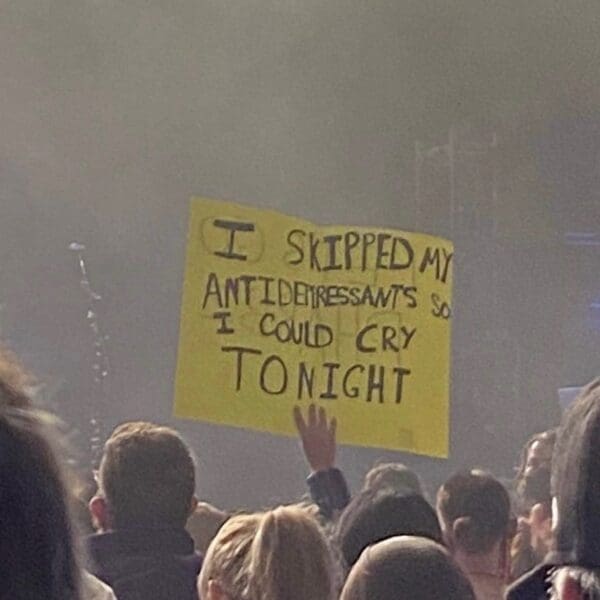 I SKIPPED MY
ANTIDEPRESSANTS SO
I COULD CRY
TONIGHT